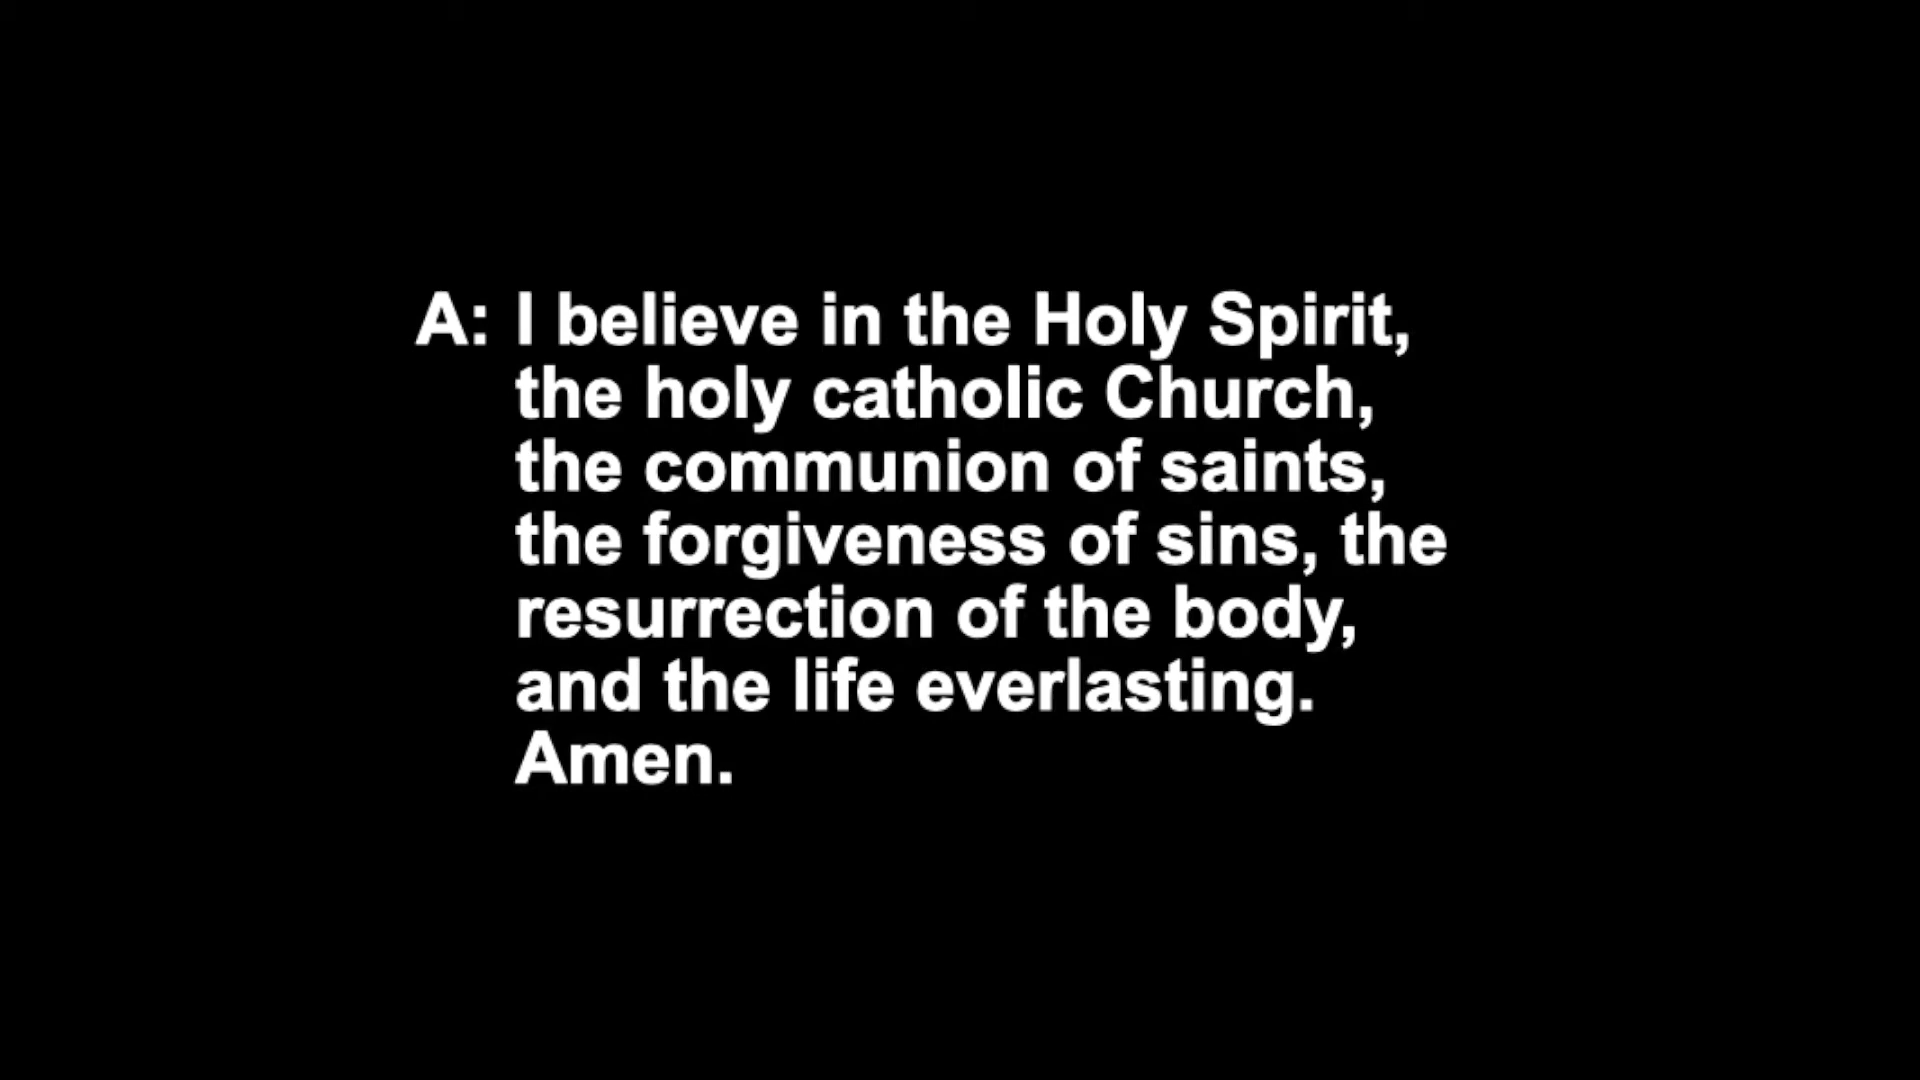 A: I believe in the Holy Spirit,
the holy catholic Church,
the communion of saints,
the forgiveness of sins, the
resurrection of the body,
and the life everlasting.
Amen.